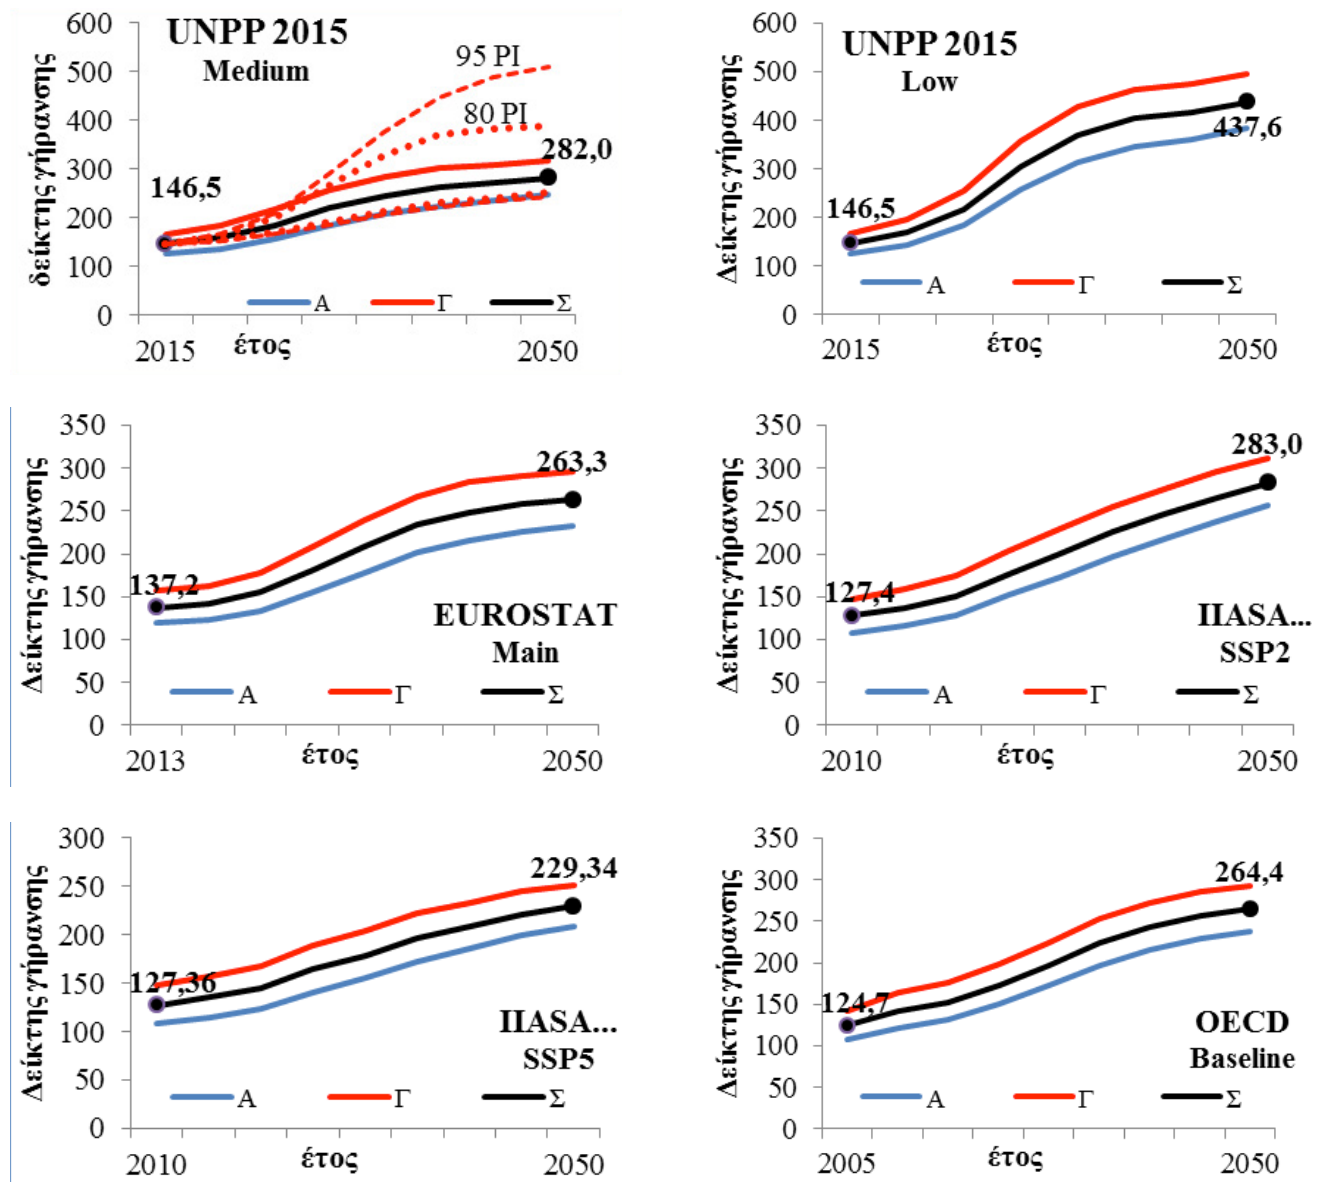 UNPP 2015
Medium
δείκτης γήρανσης
600
500
400
300
200
100
0
95 PI
80 PI
146,5
282,0
Α
Γ
Σ
2015
έτος
2050
UNPP 2015
Low
Δείκτης γήρανσης
600
500
400
300
200
100
0
146,5
437,6
Α
Γ
Σ
2015
έτος
2050
Δείκτης γήρανσης
350
300
250
200
150
100
50
0
137,2
263,3
EUROSTAT
Main
Α
Γ
Σ
2013
έτος
2050
Δείκτης γήρανσης
350
300
250
200
150
100
50
0
127,4
283,0
IIASA...
SSP2
Α
Γ
Σ
2010
έτος
2050
Δείκτης γήρανσης
300
250
200
150
100
50
0
127,36
229,34
IIASA...
SSP5
Α
Γ
Σ
2010
έτος
2050
Δείκτης γήρανσης
350
300
250
200
150
100
50
0
124,7
264,4
OECD
Baseline
Α
Γ
Σ
2005
έτος
2050